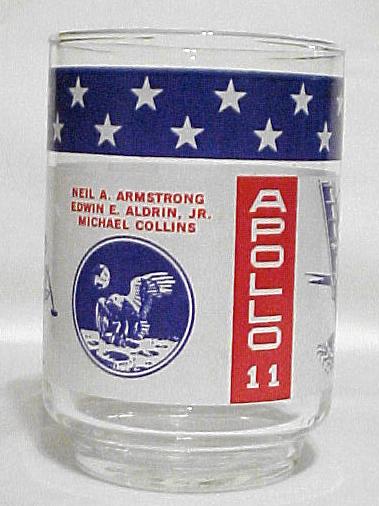 NEIL A. ARMSTRONG
EDWIN E. ALDRIN, JR.
MICHAEL COLLINS
APOLLO
11